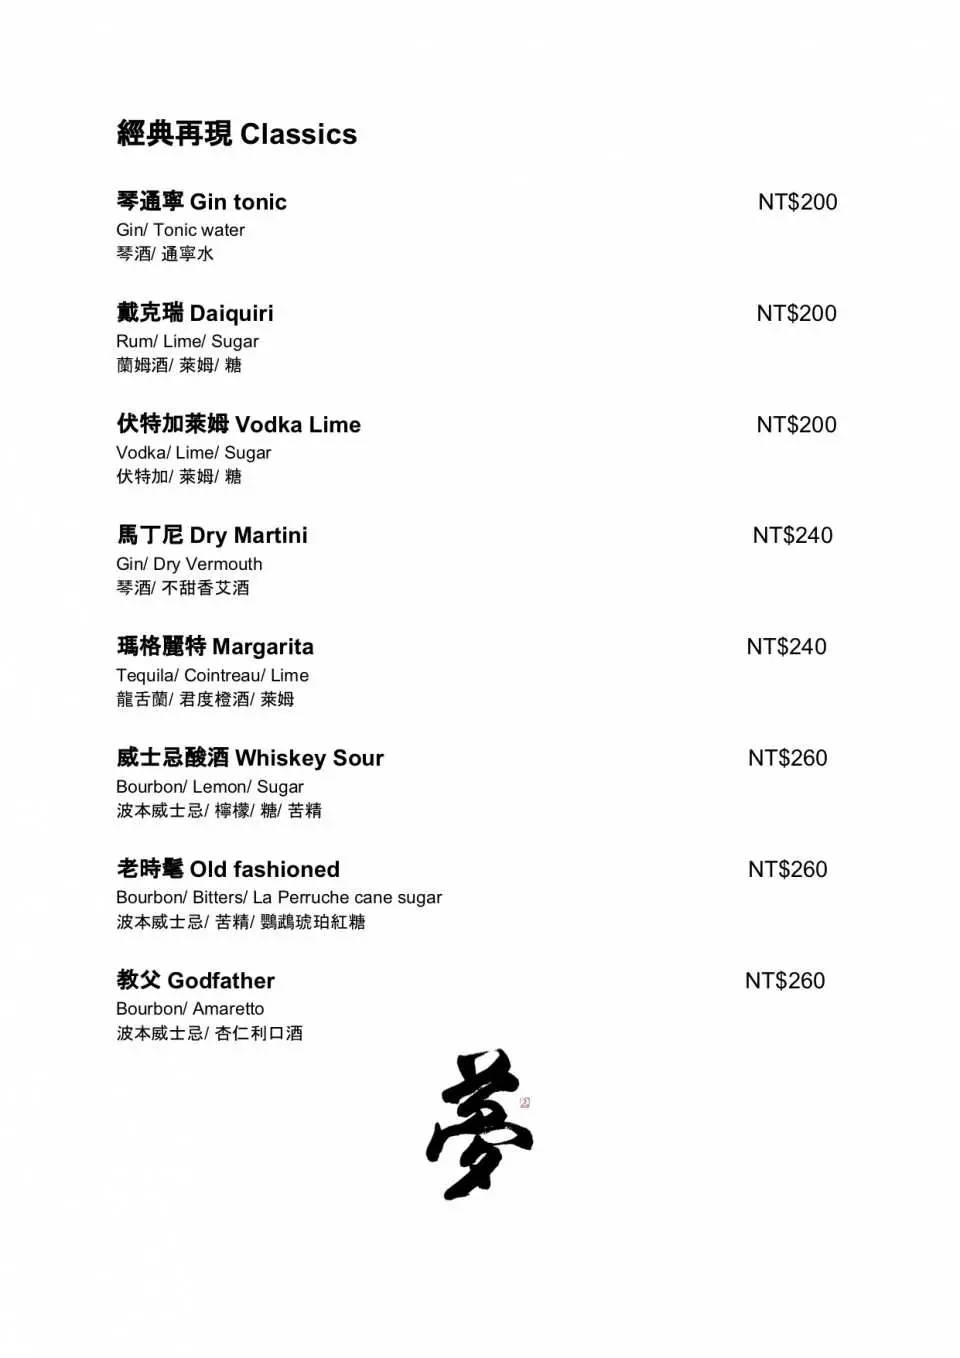 經典再現 Classics
琴通寧 Gin tonic NT$200
Gin/ Tonic water
琴酒/ 通寧水
戴克瑞 Daiquiri NT$200
Rum/ Lime/ Sugar
蘭姆酒/ 萊姆/ 糖
伏特加萊姆 Vodka Lime NT$200
Vodka/ Lime/ Sugar
伏特加/ 萊姆/ 糖
馬丁尼 Dry Martini NT$240
Gin/ Dry Vermouth
琴酒/ 不甜香艾酒
瑪格麗特 Margarita NT$240
Tequila/ Cointreau/ Lime
龍舌蘭/ 君度橙酒/ 萊姆
威士忌酸酒 Whiskey Sour NT$260
Bourbon/ Lemon/ Sugar
波本威士忌/ 檸檬/ 糖/ 苦精
老時髦 Old fashioned NT$260
Bourbon/ Bitters/ La Perruche cane sugar
波本威士忌/ 苦精/ 鸚鵡琥珀紅糖
教父 Godfather NT$260
Bourbon/ Amaretto
波本威士忌/ 杏仁利口酒
夢